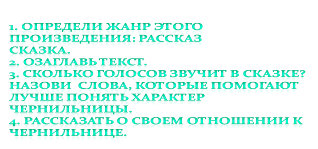 1. ОПРЕДЕЛИ ЖАНР ЭТОГО
ПРОИЗВЕДЕНИЯ: РАССКАЗ
СКАЗКА.
2. ОЗАГЛАВЬ ТЕКСТ.
3. СКОЛЬКО ГОЛОСОВ ЗВУЧИТ В СКАЗКЕ?
НАЗОВИ СЛОВА, КОТОРЫЕ ПОМОГАЮТ
ЛУЧШЕ ПОНЯТЬ ХАРАКТЕР
ЧЕРНИЛЬНИЦЫ.
4. РАССКАЗАТЬ О СВОЕМ ОТНОШЕНИИ К
ЧЕРНИЛЬНИЦЕ.